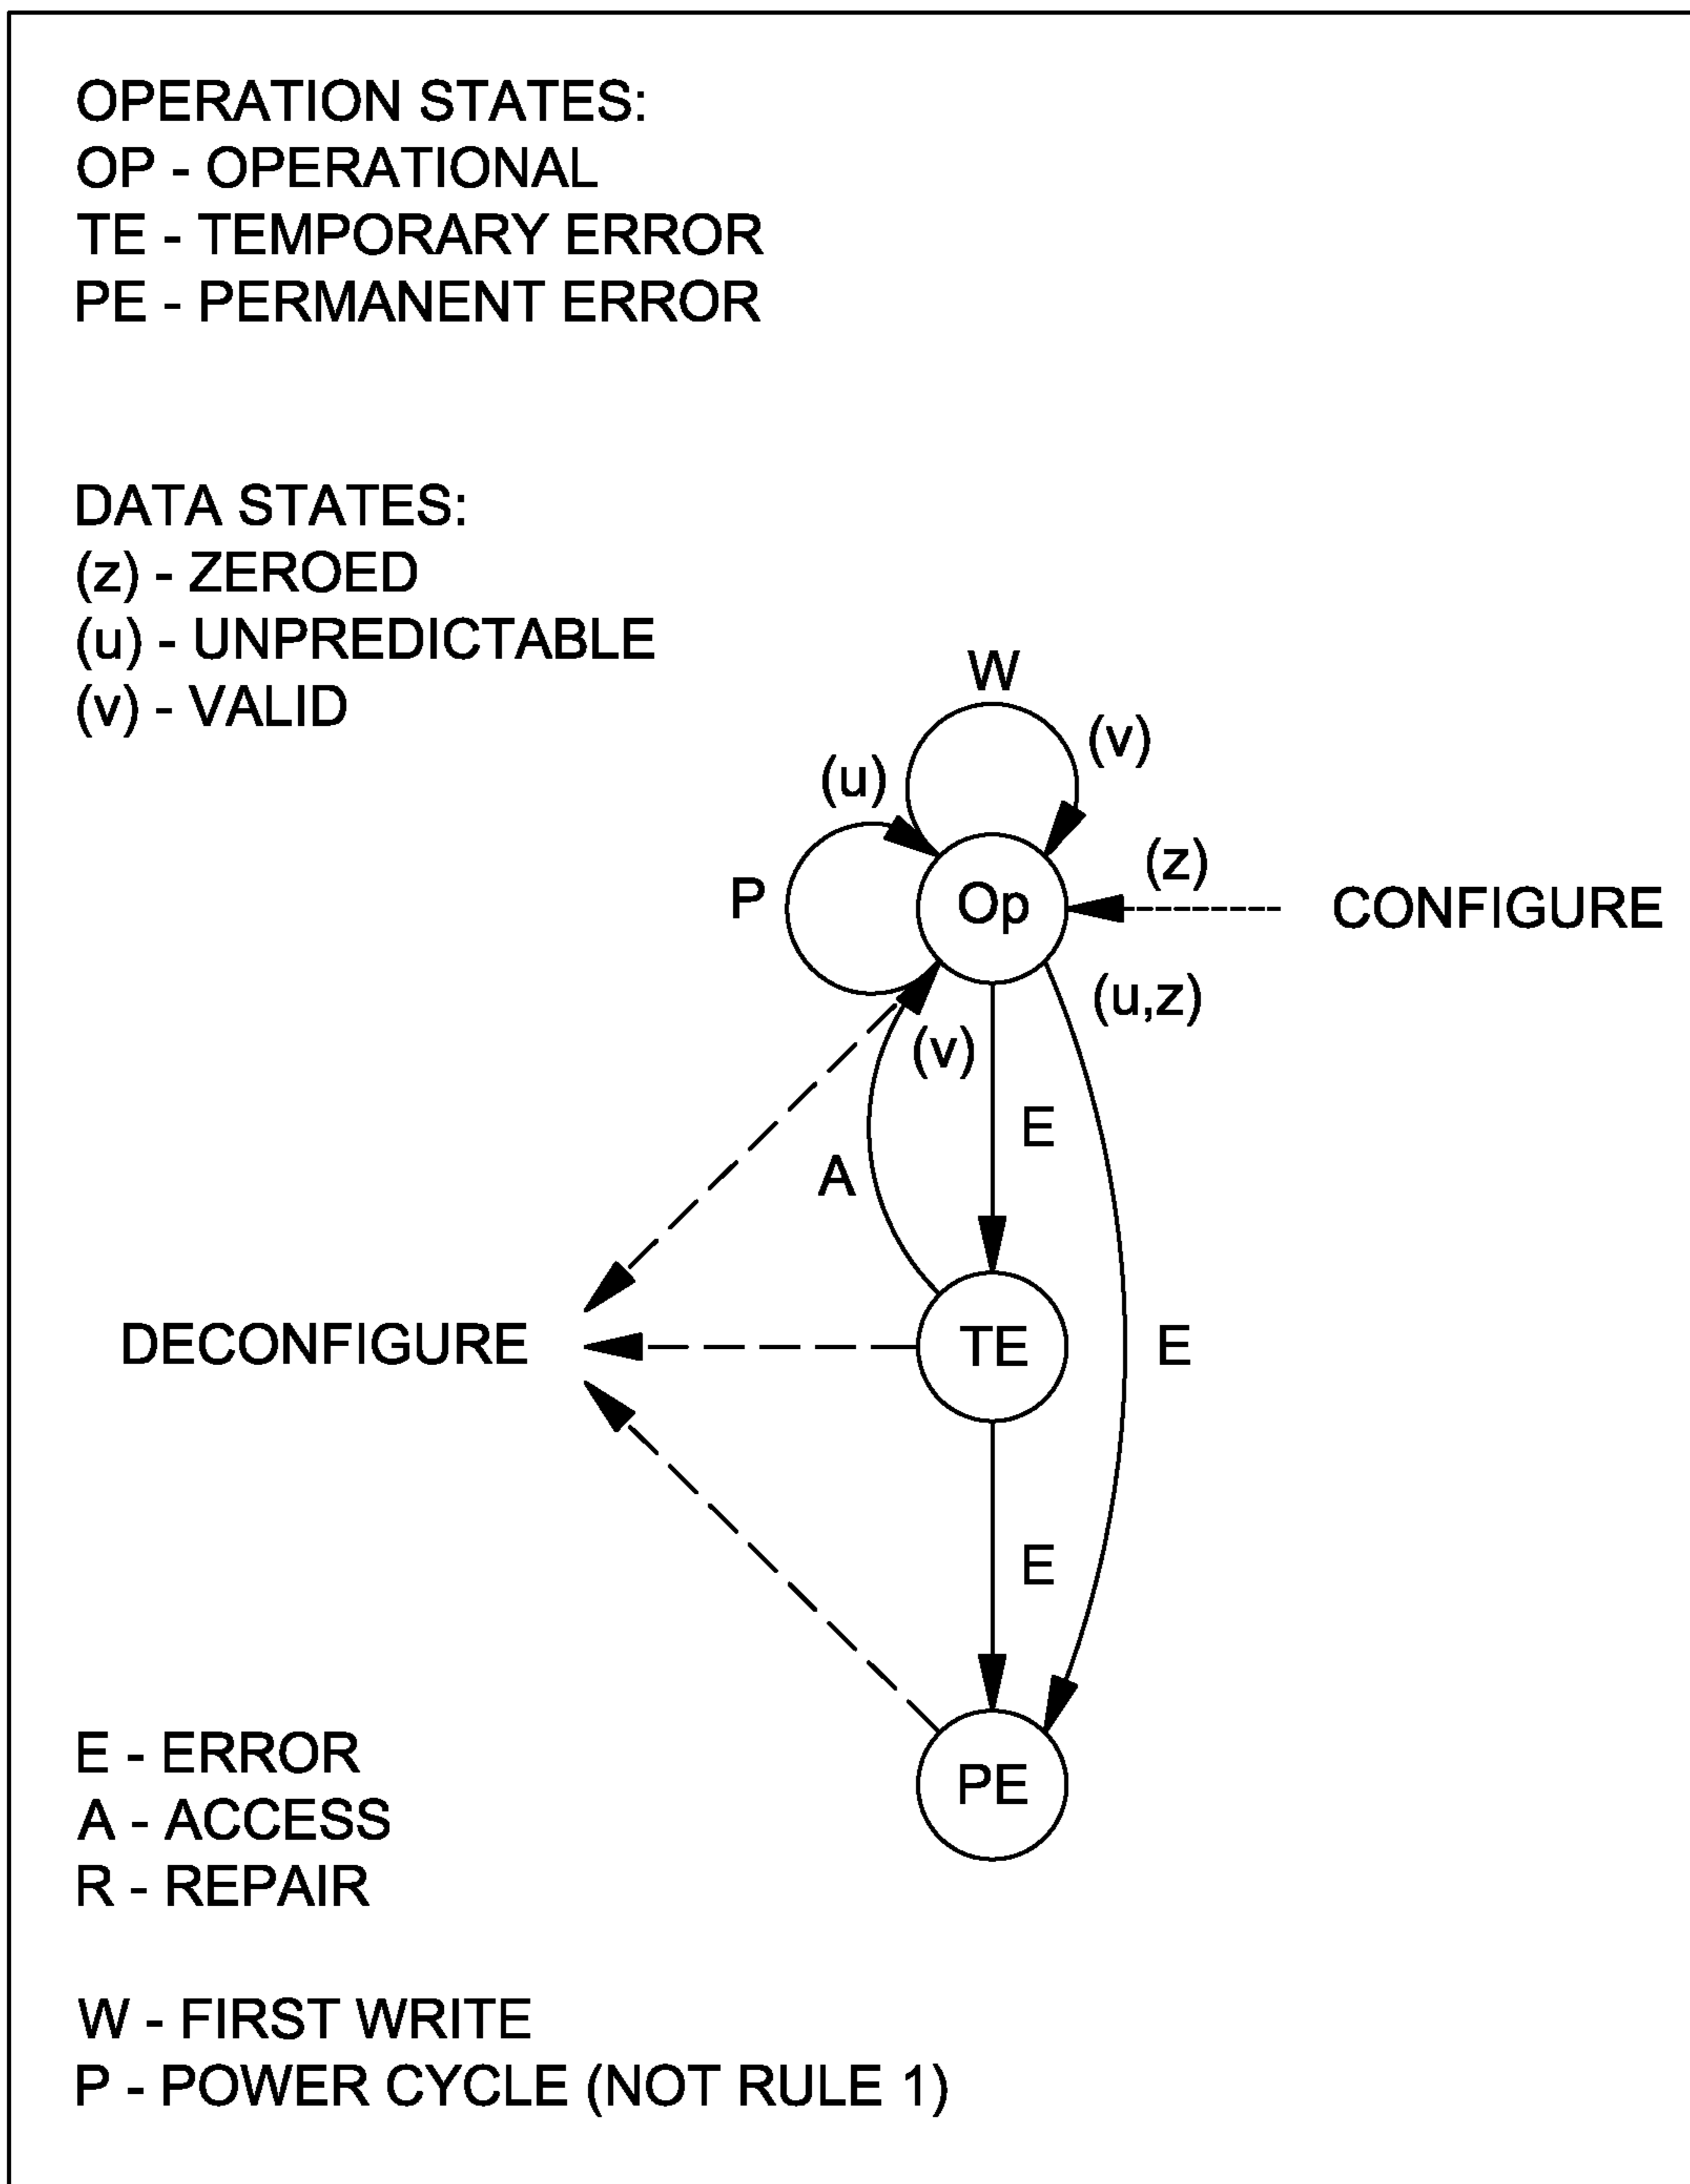 OPERATION STATES:
OP - OPERATIONAL
TE - TEMPORARY ERROR
PE - PERMANENT ERROR
DATA STATES:
(z) - ZEROED
(u) - UNPREDICTABLE
(v) - VALID
W
(v)
(u)
(z)
P
Op
CONFIGURE
(u,z)
(v)
E
A
DECONFIGURE
TE
E
E
PE
E - ERROR
A - ACCESS
R - REPAIR
W - FIRST WRITE
P - POWER CYCLE (NOT RULE 1)